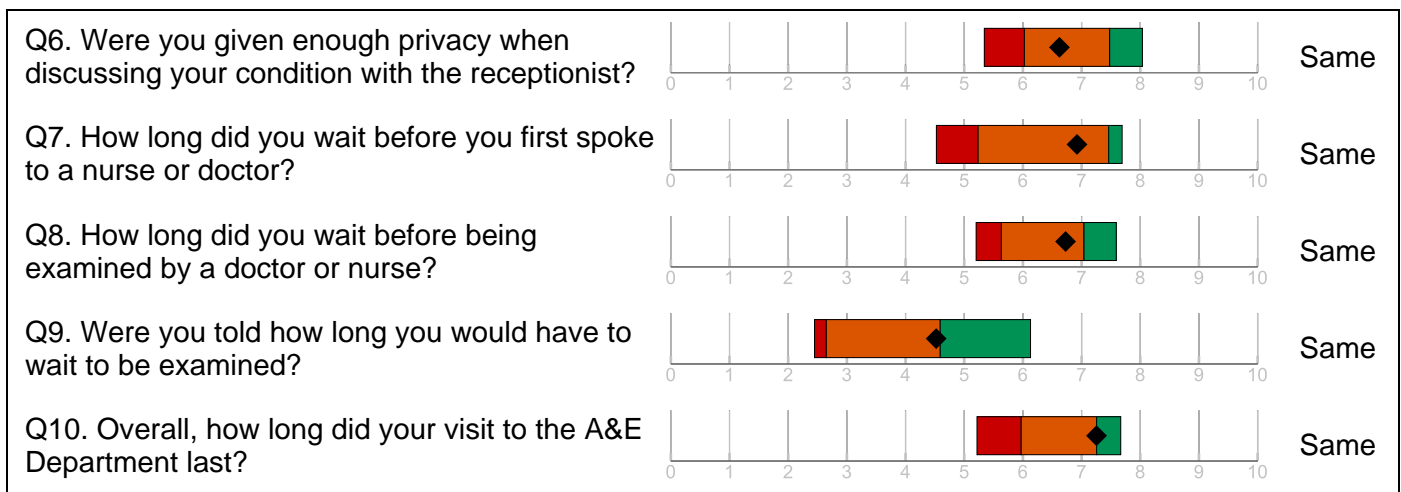 Q6. Were you given enough privacy when
discussing your condition with the receptionist?
0 1 2 3 4 5 6 7 8 9 10
Same
Q7. How long did you wait before you first spoke
to a nurse or doctor?
0 1 2 3 4 5 6 7 8 9 10
Same
Q8. How long did you wait before being
examined by a doctor or nurse?
0 1 2 3 4 5 6 7 8 9 10
Same
Q9. Were you told how long you would have to
wait to be examined?
0 1 2 3 4 5 6 7 8 9 10
Same
Q10. Overall, how long did your visit to the A&E
Department last?
0 1 2 3 4 5 6 7 8 9 10
Same